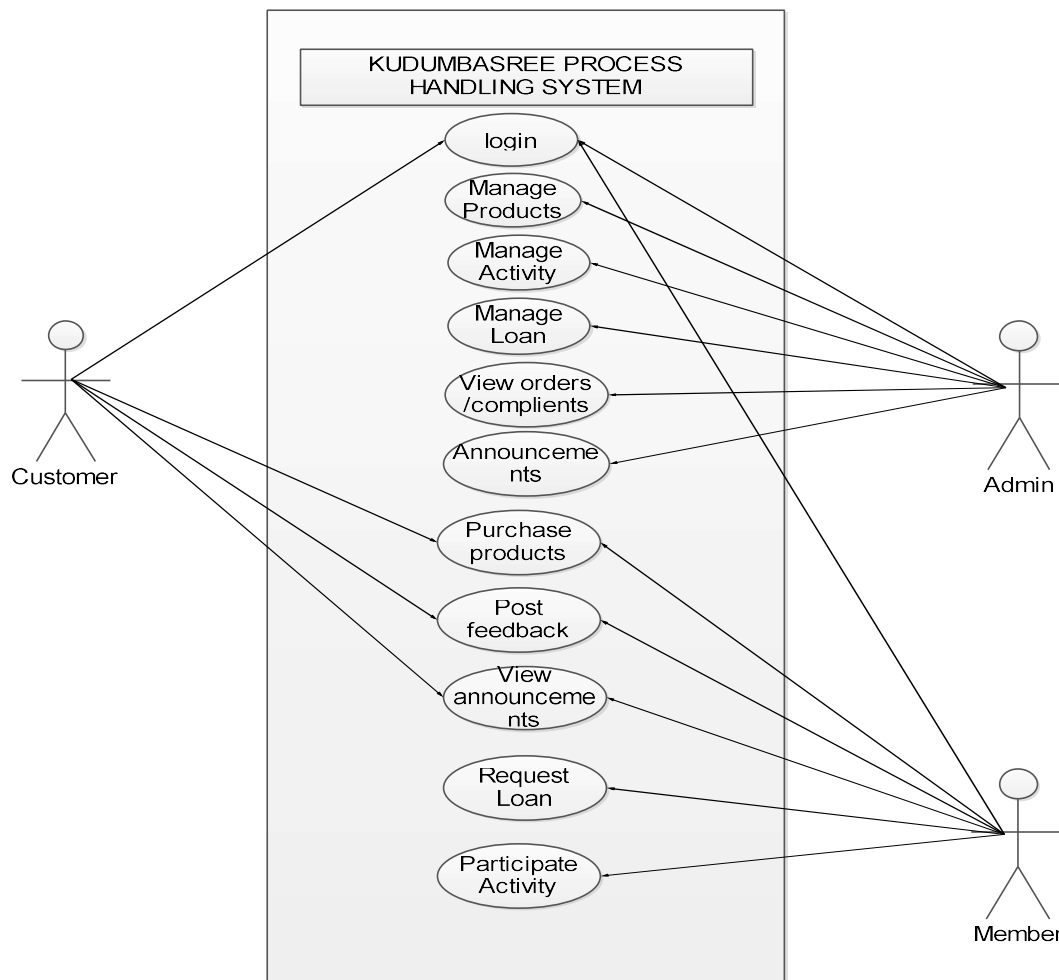 KUDUMBASREE PROCESS
HANDLING SYSTEM
login
Manage
Products
Manage
Activity
Manage
Loan
View orders
/complients
Announceme
nts
Customer
Admin
Purchase
products
Post
feedback
View
announceme
nts
Request
Loan
Participate
Activity
Member